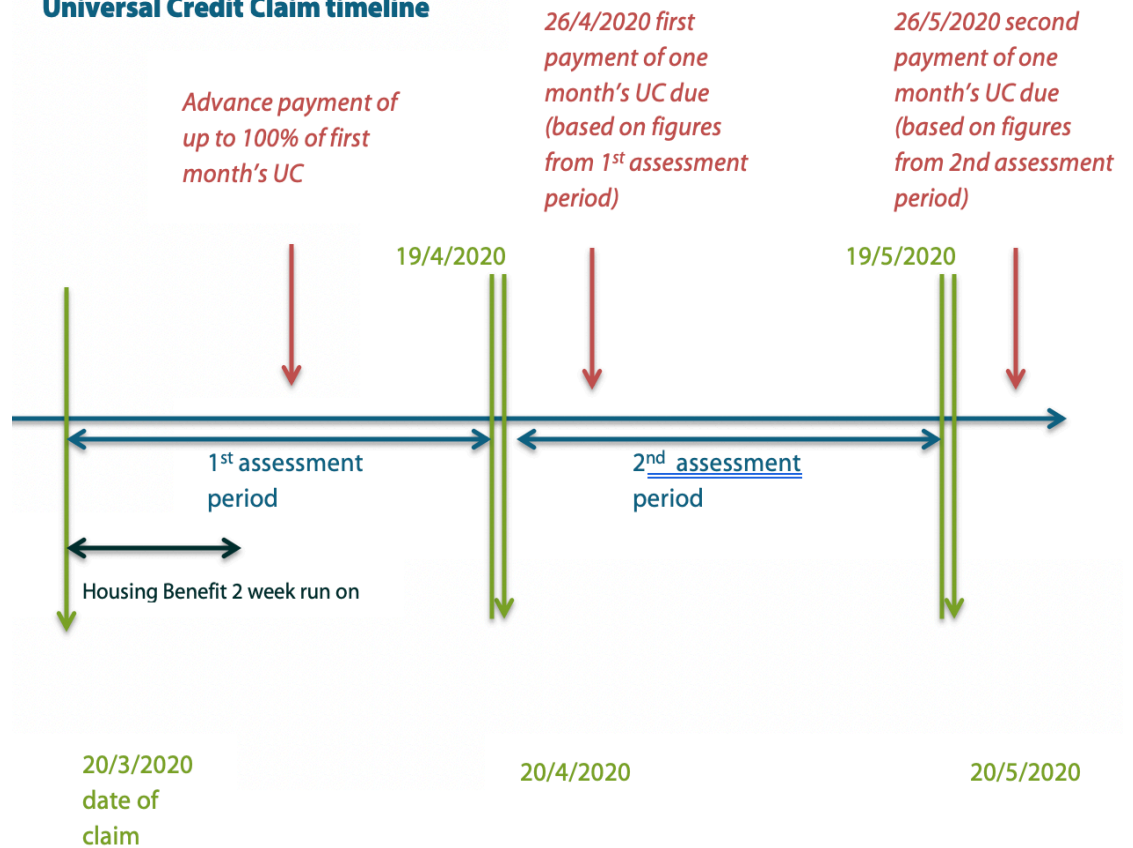 Universal Credit Claim timeline
Advance payment of
up to 100% of first
month's UC
26/4/2020 first
payment of one
month's UC due
(based on figures
from 1st assessment
period)
26/5/2020 second
payment of one
month's UC due
(based on figures
from 2nd assessment
period)
19/4/2020
19/5/2020
1st assessment
period
2nd assessment
period
Housing Benefit 2 week run on
20/3/2020
date of
claim
20/4/2020
20/5/2020